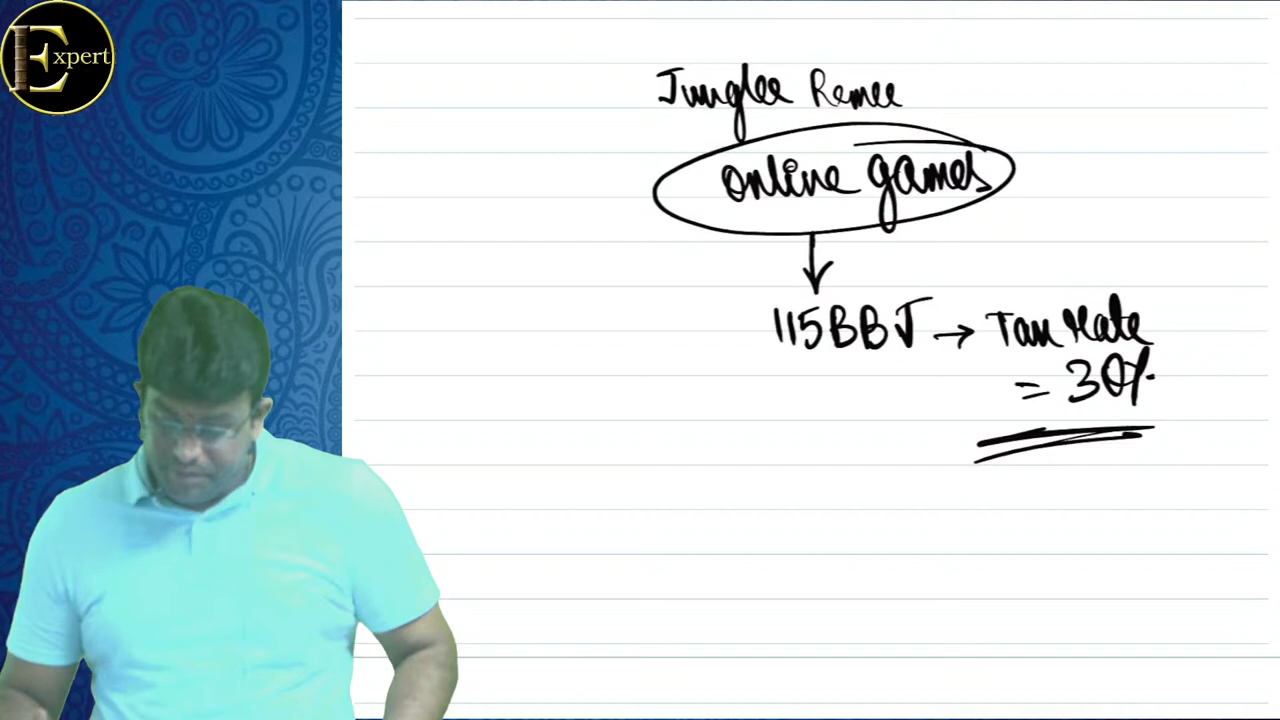 Expert
Junglee Remee
online games
115BBJ → Tax Rate
= 30%